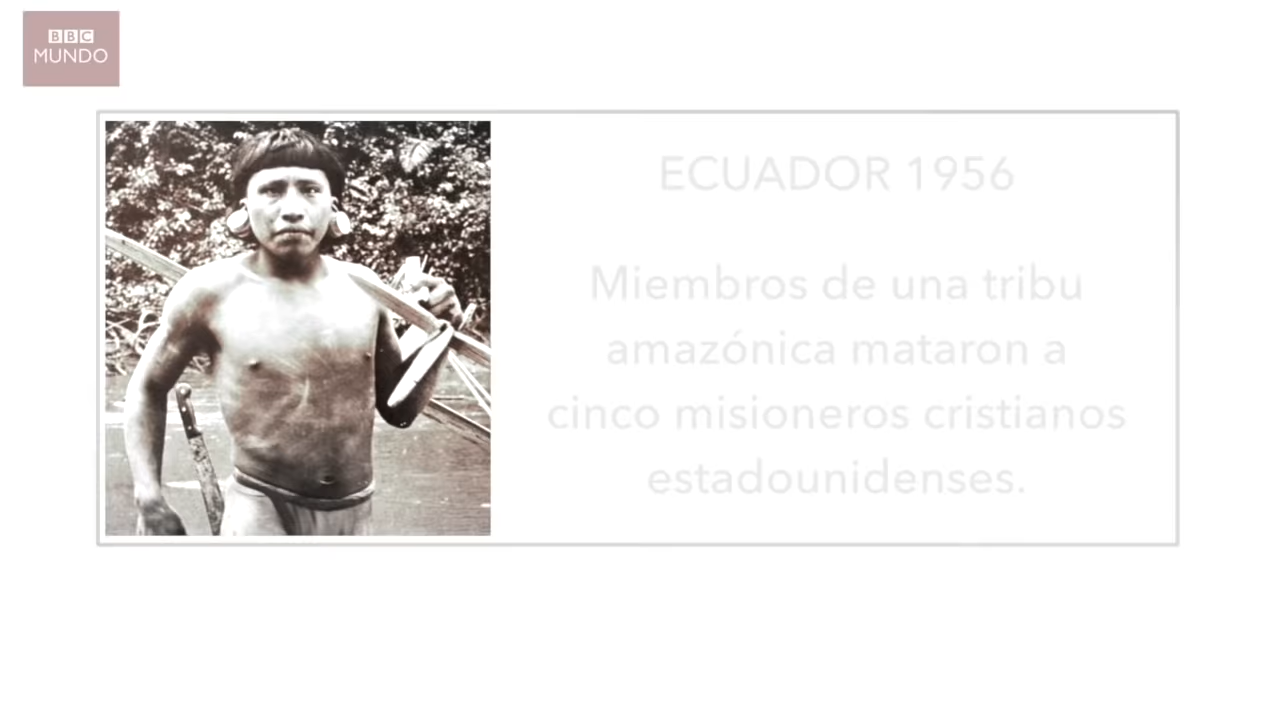 BBC
MUNDO
ECUADOR 1956
Miembros de una tribu
amazónica mataron a
cinco misioneros cristianos
estadounidenses.